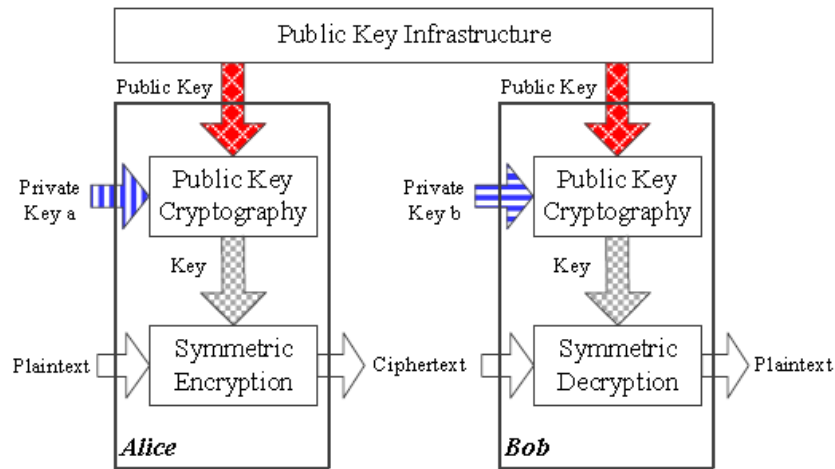 Public Key Infrastructure
Public Key
Public Key
Private
Key a
Public Key
Cryptography
Private
Key b
Public Key
Cryptography
Key
Key
Plaintext
Symmetric
Encryption
Ciphertext
Symmetric
Decryption
Plaintext
Alice
Bob